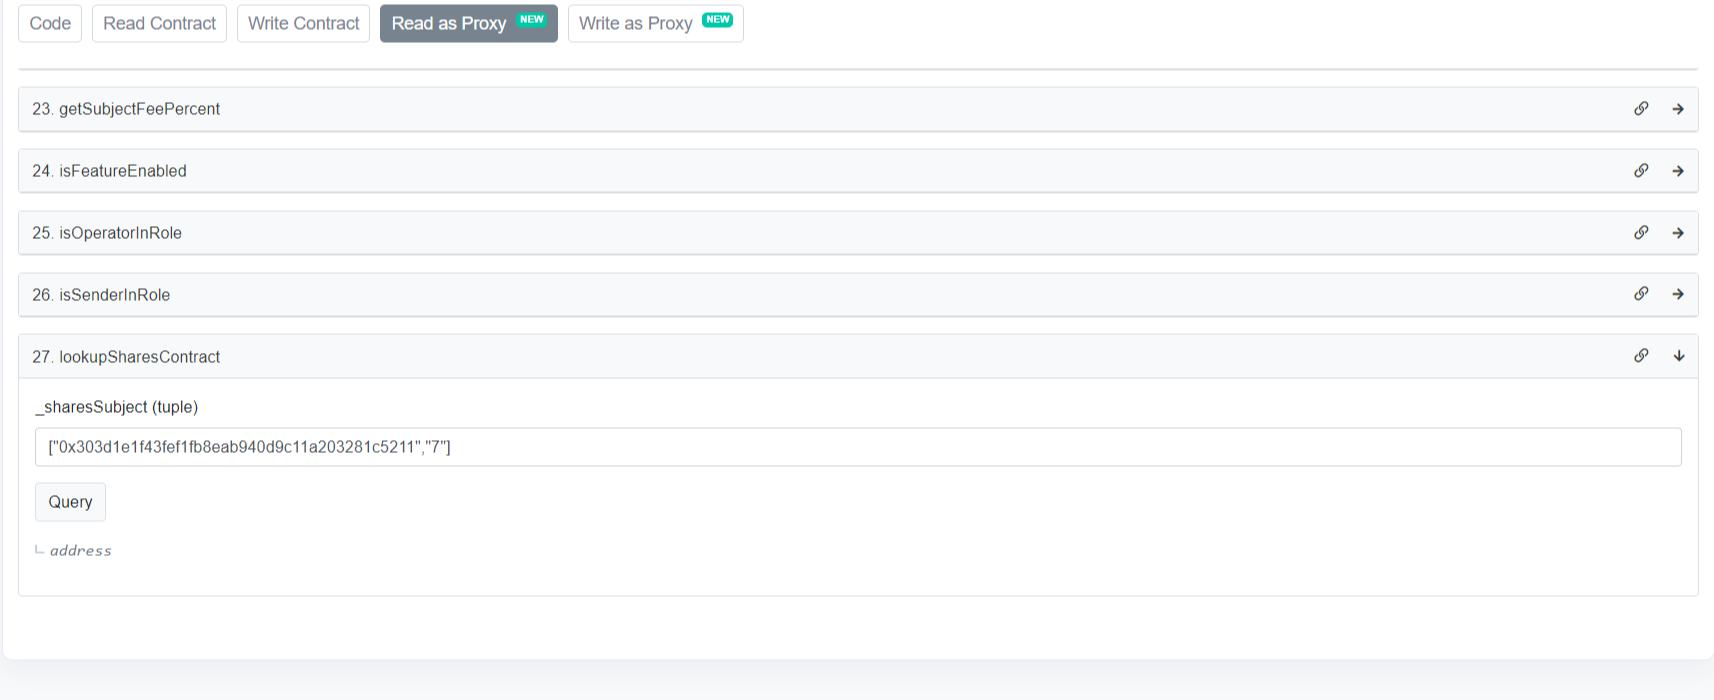 Code Read Contract Write Contract Read as Proxy NEW Write as Proxy NEW
23. getSubjectFeePercent
24. isFeatureEnabled
25. isOperatorInRole
26. isSenderInRole
27. lookupSharesContract
_sharesSubject (tuple)
["0x303d1e1f43fef1fb8eab940d9c11a203281c5211","7"]
Query
address